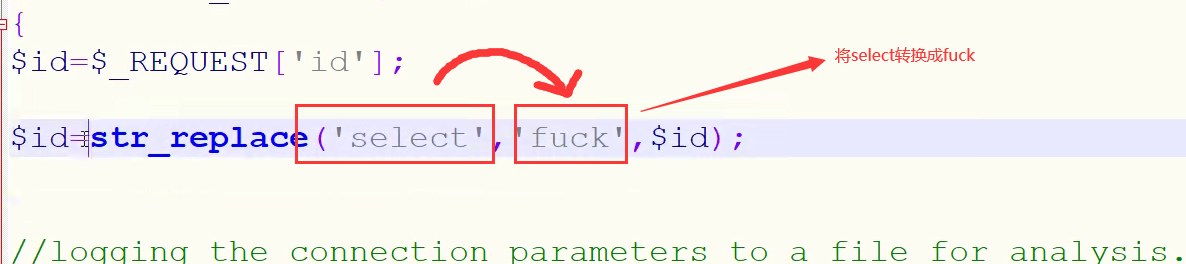 {
$id=$_REQUEST['id'];
将select转换成fuck
$id=str_replace('select','fuck',$id);
//logging the connection parameters to a file for analysis.